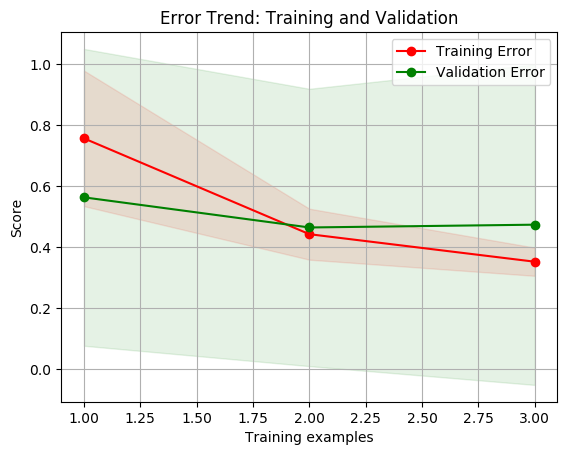 Error Trend: Training and Validation
Training Error
Validation Error
Score
1.0
0.8
0.6
0.4
0.2
0.0
1.00 1.25 1.50 1.75 2.00 2.25 2.50 2.75 3.00
Training examples